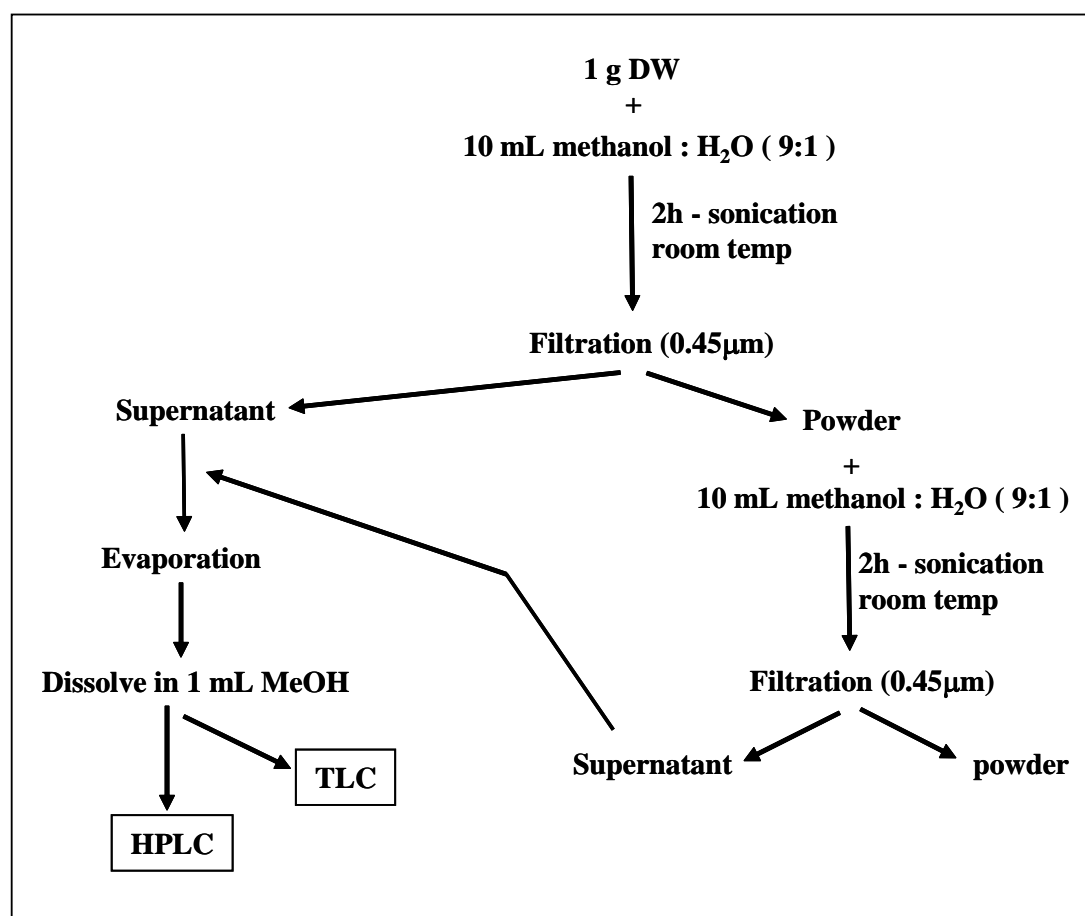 1 g DW
+
10 mL methanol : H₂O ( 9:1 )
2h - sonication
room temp
Filtration (0.45μm)
Supernatant
Powder
+
10 mL methanol : H₂O ( 9:1 )
2h - sonication
room temp
Evaporation
Filtration (0.45μm)
Dissolve in 1 mL MeOH
Supernatant
powder
TLC
HPLC